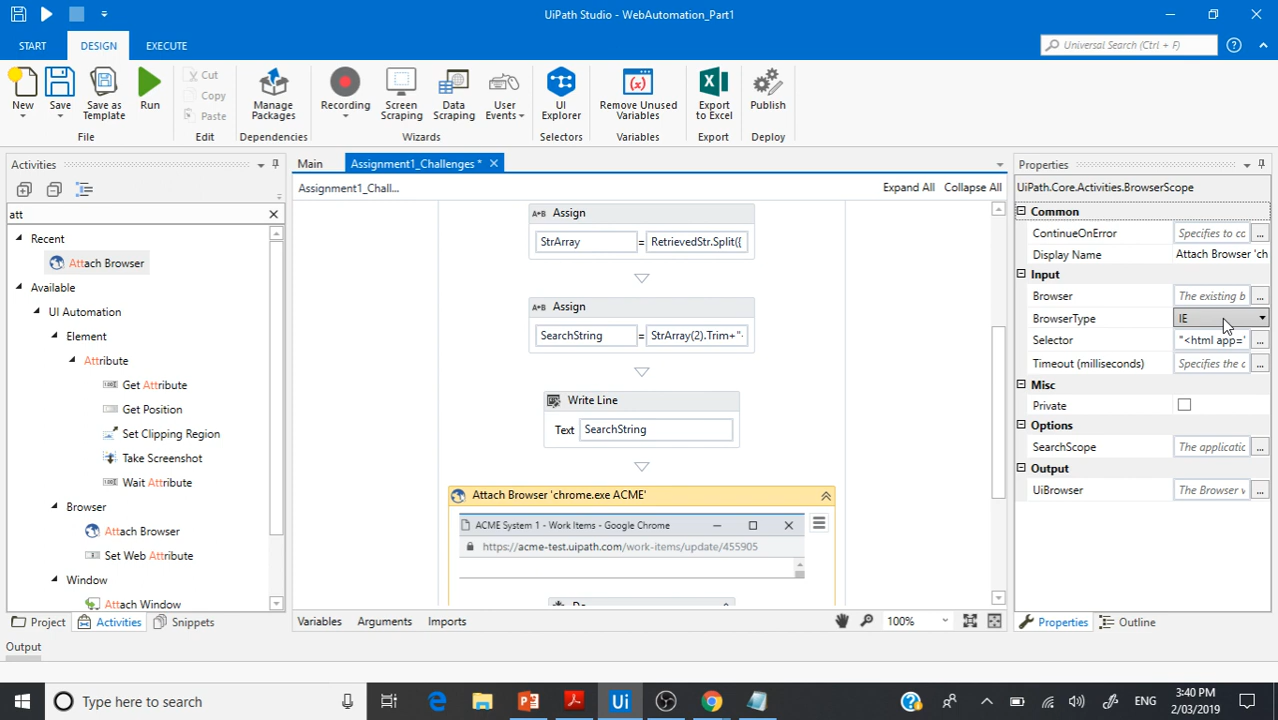 UiPath Studio - WebAutomation_Part1
START
DESIGN
EXECUTE
Universal Search (Ctrl + F)
New
Save
Save as Template
Run
Cut
Copy
Paste
Manage Packages
Recording
Screen Scraping
Data Scraping
User Events
UI Explorer
Remove Unused Variables
Export to Excel
Publish
File
Edit
Dependencies
Wizards
Selectors
Variables
Export
Deploy
Activities
att
Recent
Attach Browser
Available
UI Automation
Element
Attribute
Get Attribute
Get Position
Set Clipping Region
Take Screenshot
Wait Attribute
Browser
Attach Browser
Set Web Attribute
Window
Attach Window
Project
Activities
Snippets
Output
Main
Assignment1_Challenges *
Assignment1_Chall...
Expand All
Collapse All
A*B Assign
StrArray = RetrievedStr.Split({
A*B Assign
SearchString = StrArray(2).Trim+"-
Write Line
Text SearchString
Attach Browser 'chrome.exe ACME'
ACME System 1 - Work Items - Google Chrome
https://acme-test.uipath.com/work-items/update/455905
Variables
Arguments
Imports
100%
Properties
UiPath.Core.Activities.BrowserScope
Common
ContinueOnError Specifies to co ...
Display Name Attach Browser 'ch
Input
Browser The existing b ...
BrowserType IE
Selector "<html app=' ...
Timeout (milliseconds) Specifies the c ...
Misc
Private
Options
SearchScope The applicatic ...
Output
UiBrowser The Browser v ...
Properties
Outline
Type here to search
Ui
ENG
3:40 PM
2/03/2019